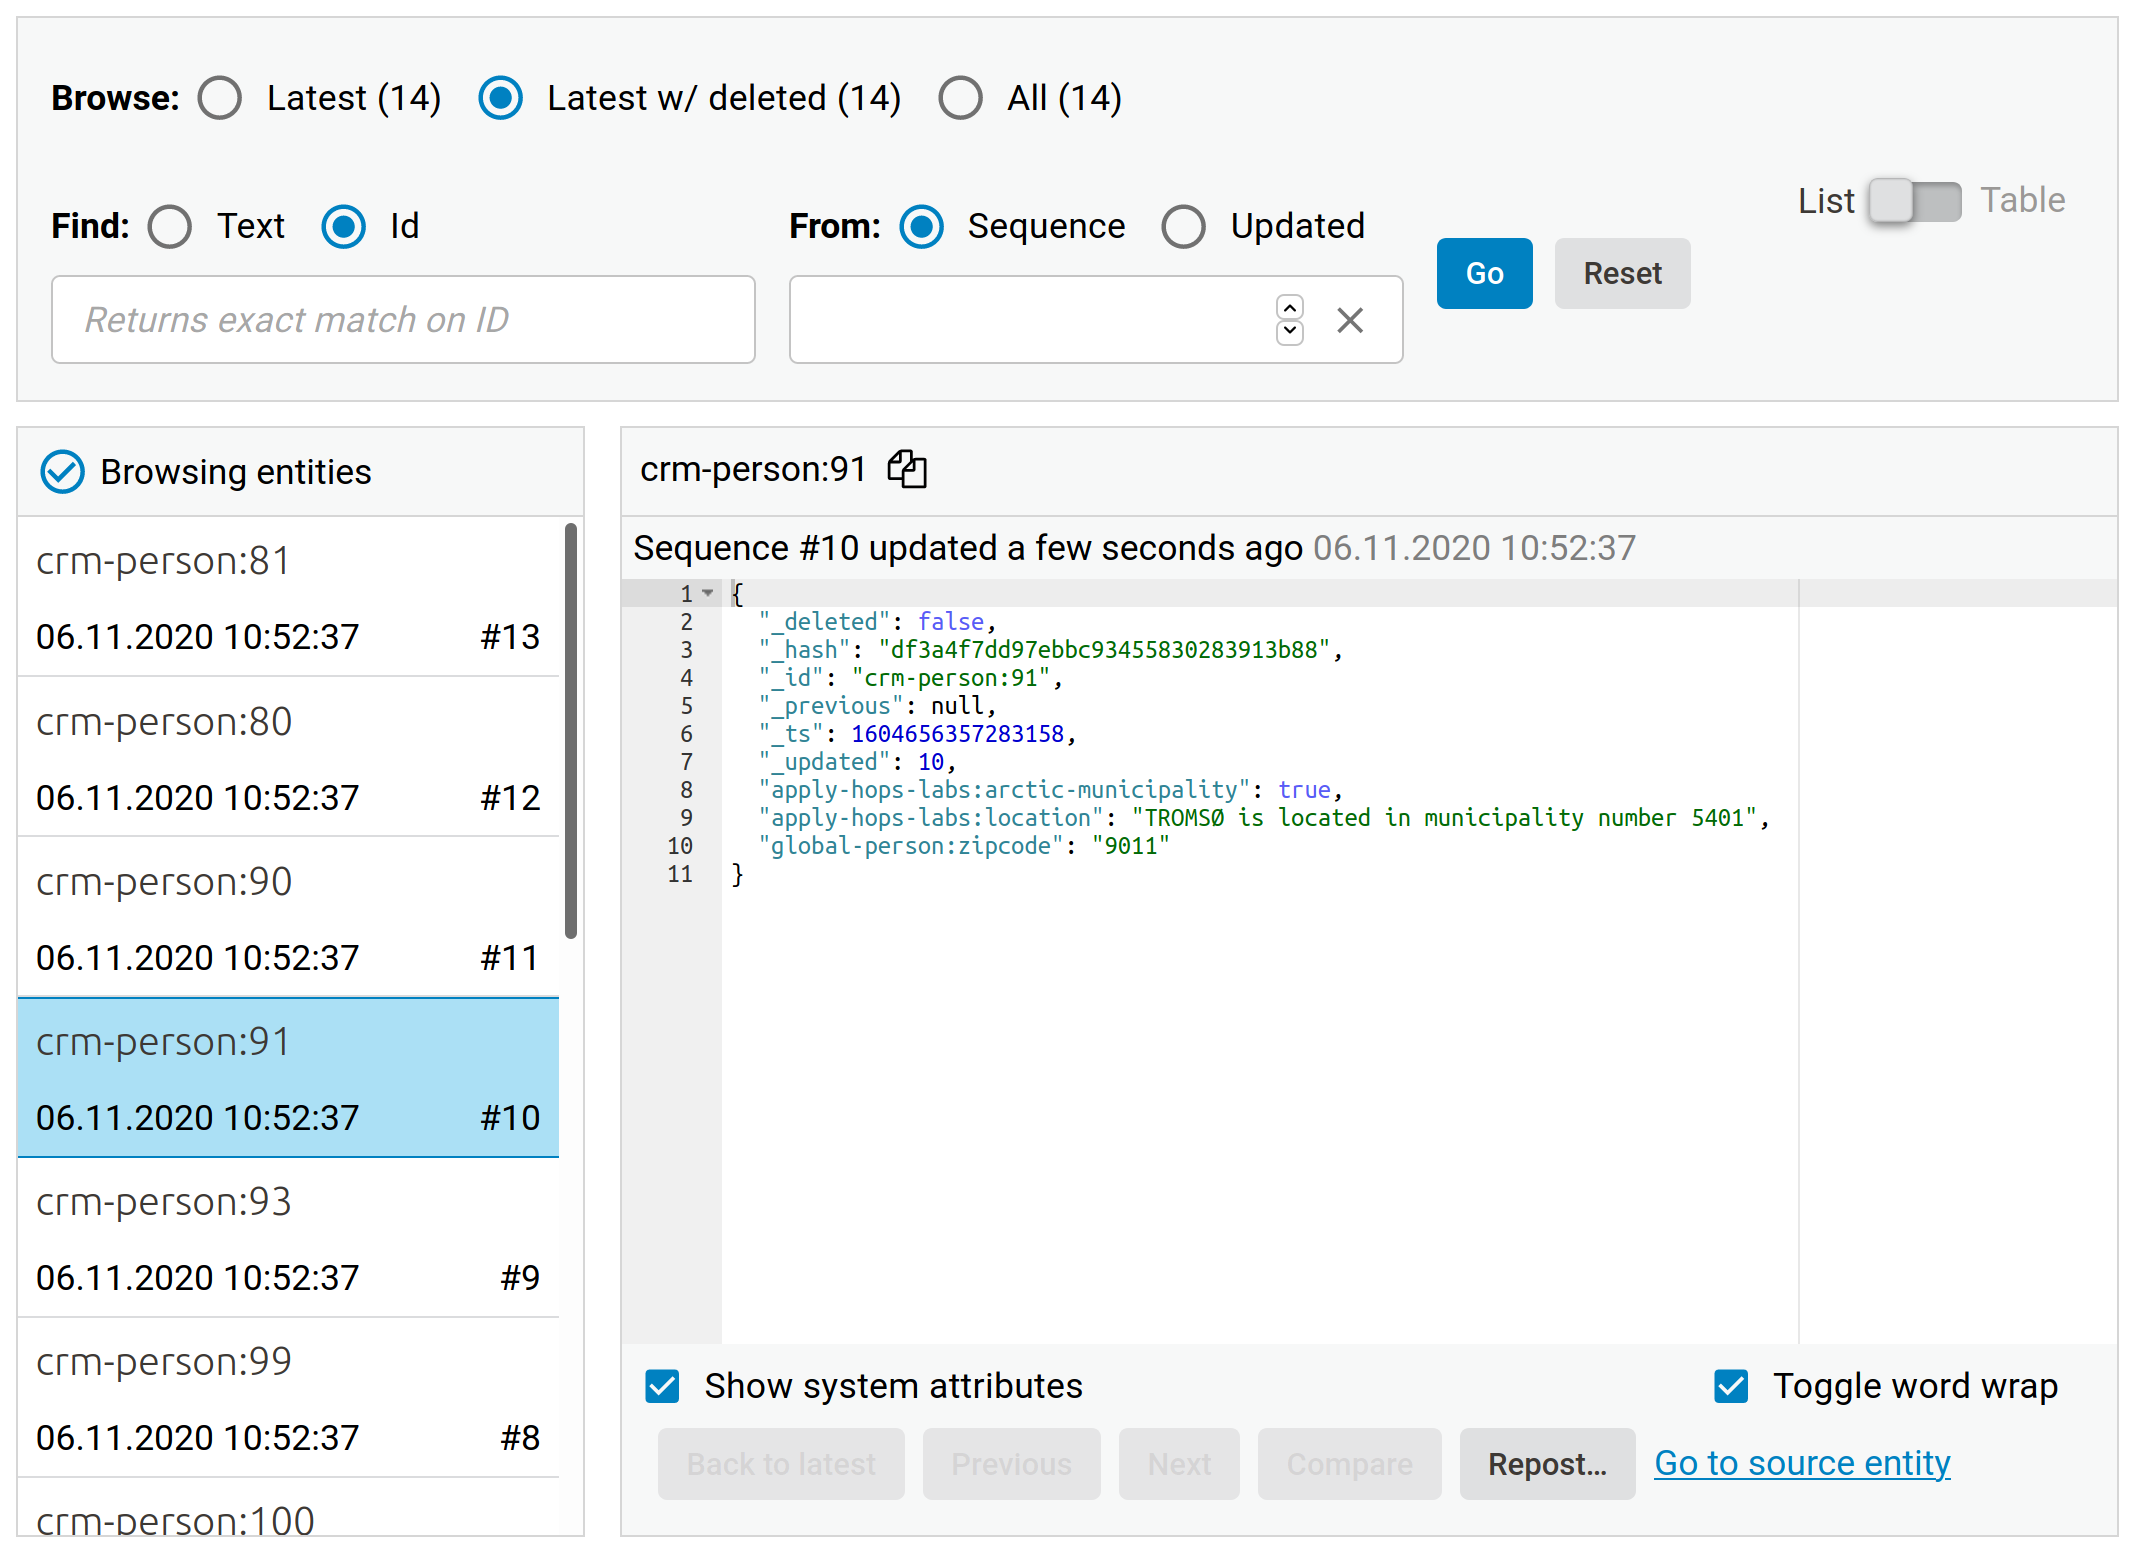 Browse: Latest (14) Latest w/ deleted (14) All (14)
List Table
Find: Text Id From: Sequence Updated
Go Reset
Returns exact match on ID
Browsing entities
crm-person:81
06.11.2020 10:52:37 #13
crm-person:80
06.11.2020 10:52:37 #12
crm-person:90
06.11.2020 10:52:37 #11
crm-person:91
06.11.2020 10:52:37 #10
crm-person:93
06.11.2020 10:52:37 #9
crm-person:99
06.11.2020 10:52:37 #8
crm-person:100
crm-person:91
Sequence #10 updated a few seconds ago 06.11.2020 10:52:37
1 {
2 "_deleted": false,
3 "_hash": "df3a4f7dd97ebbc93455830283913b88",
4 "_id": "crm-person:91",
5 "_previous": null,
6 "_ts": 1604656357283158,
7 "_updated": 10,
8 "apply-hops-labs:arctic-municipality": true,
9 "apply-hops-labs:location": "TROMSØ is located in municipality number 5401",
10 "global-person:zipcode": "9011"
11 }
Show system attributes Toggle word wrap
Back to latest Previous Next Compare Repost... Go to source entity